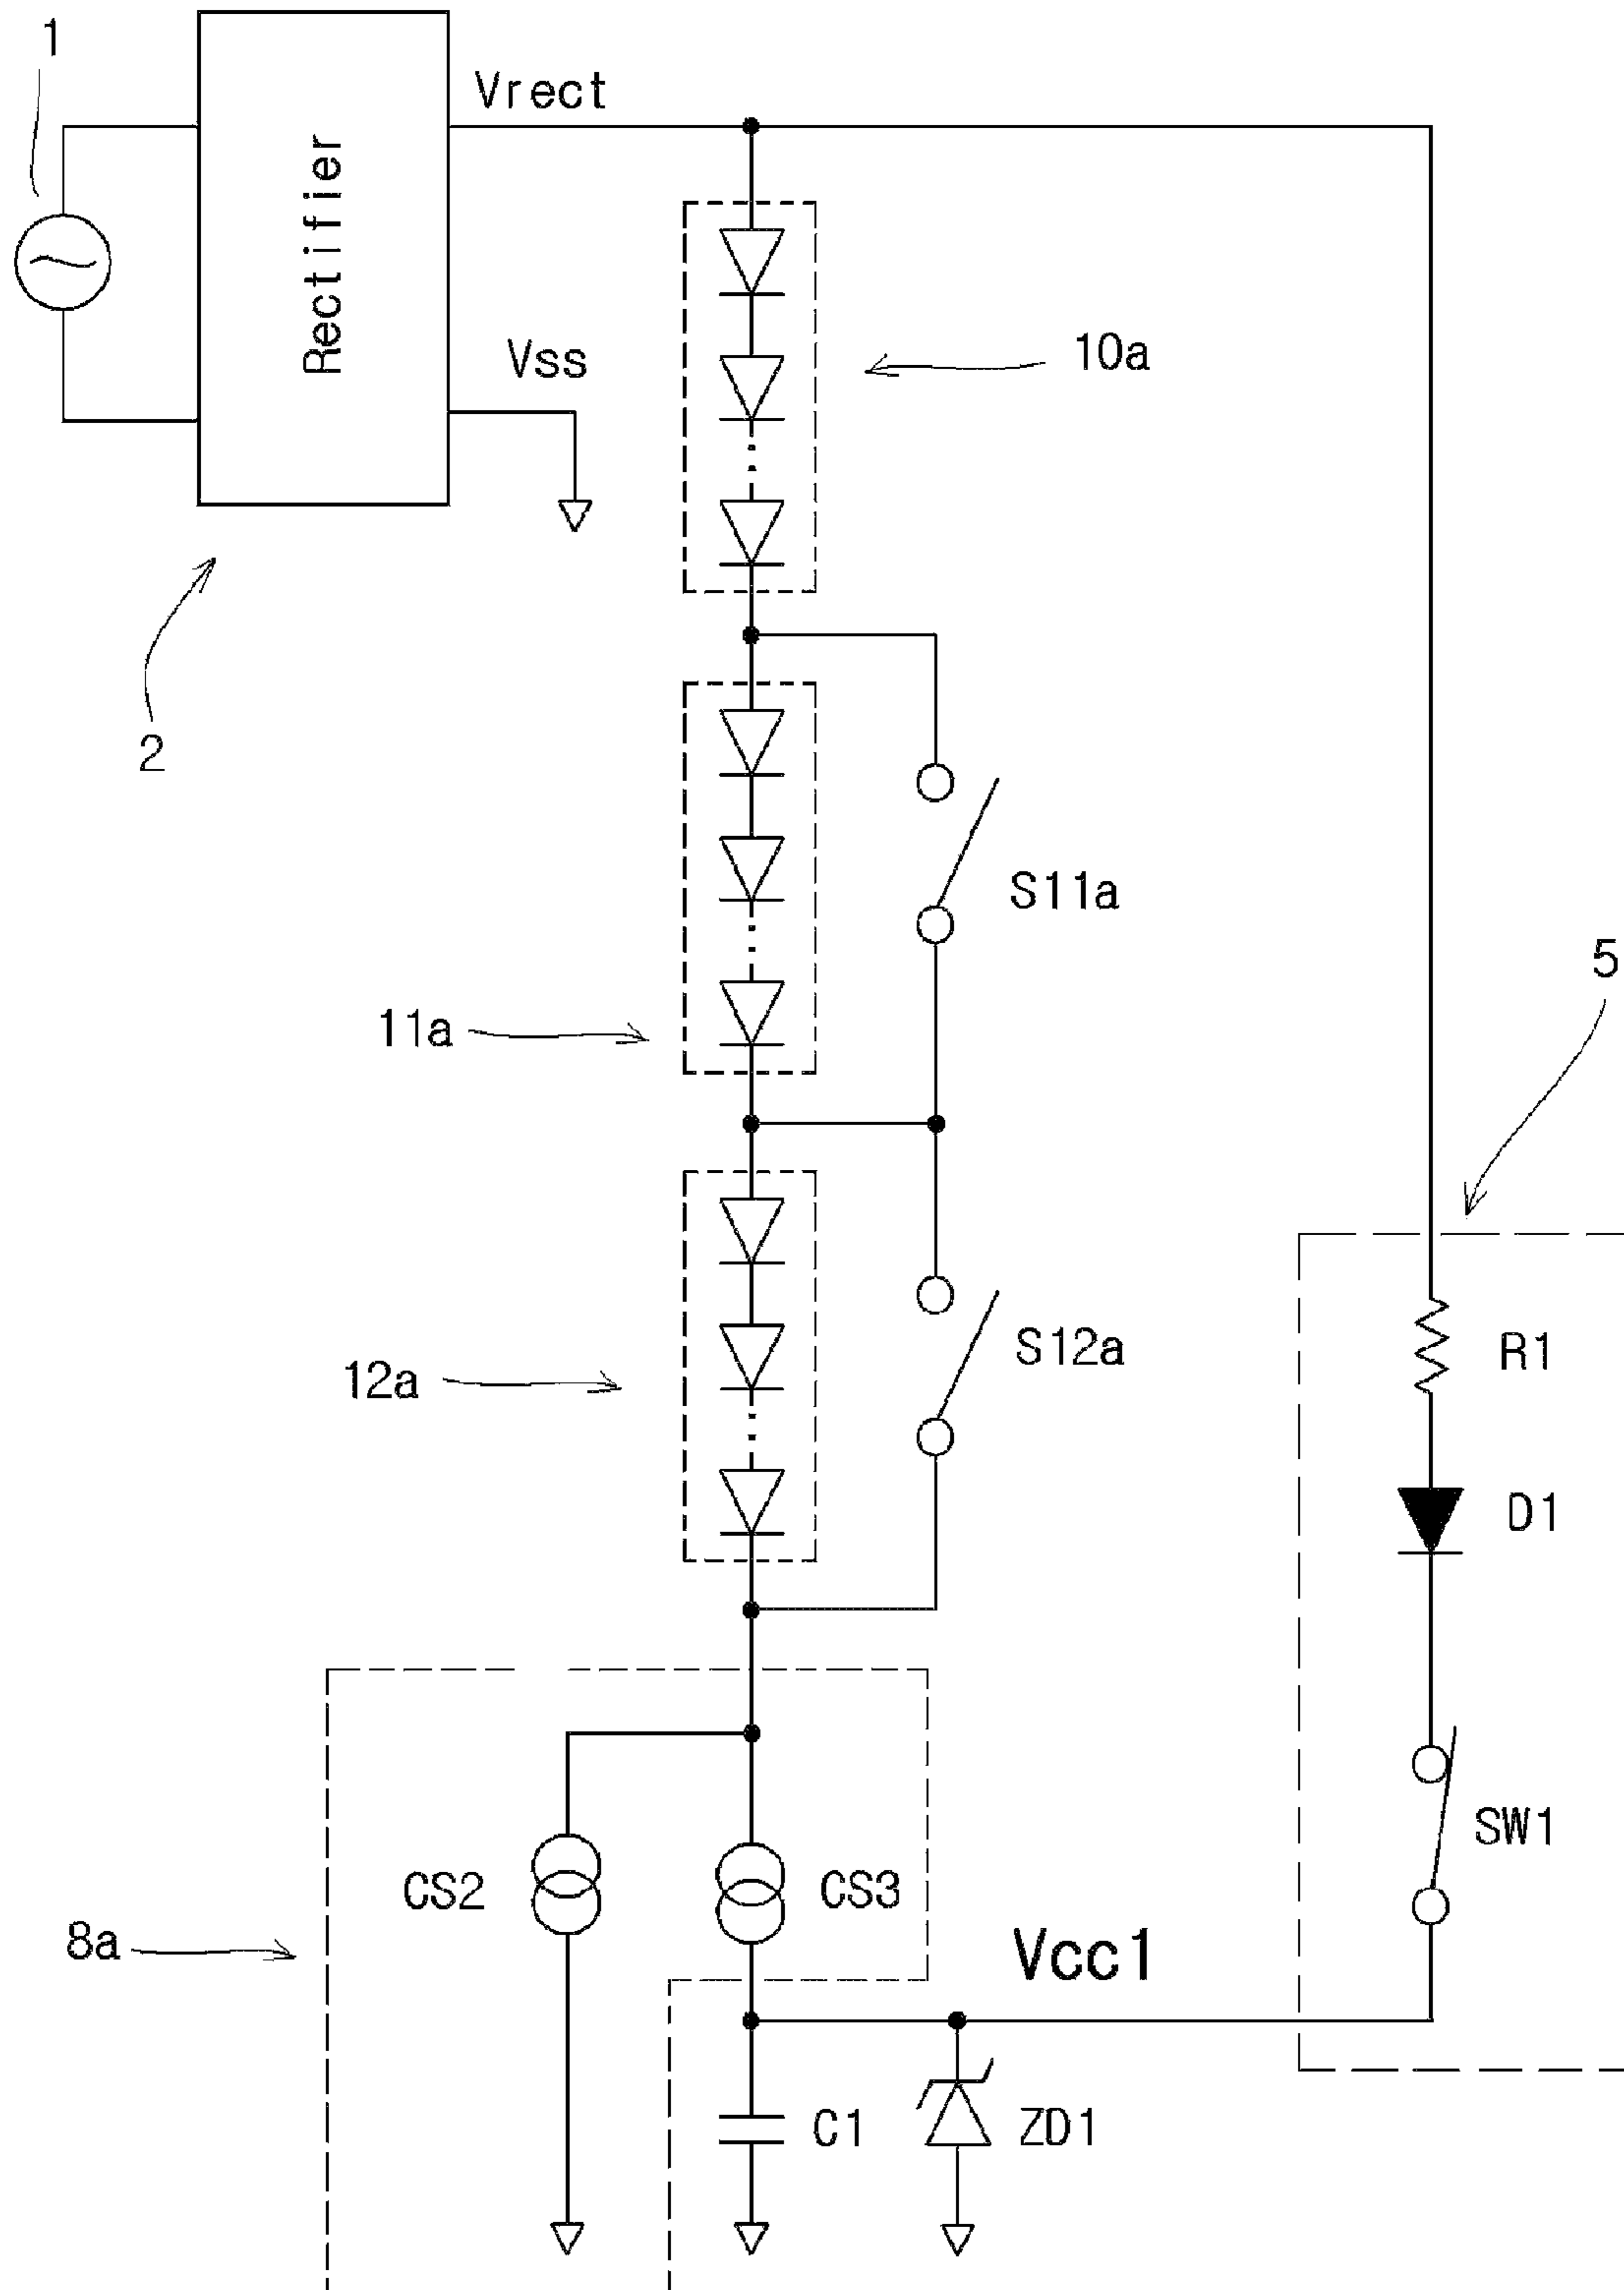 1
Vrect
Rectifier
Vss
10a
2
S11a
5
11a
S12a
R1
12a
D1
SW1
CS2
CS3
8a
Vcc1
C1
ZD1